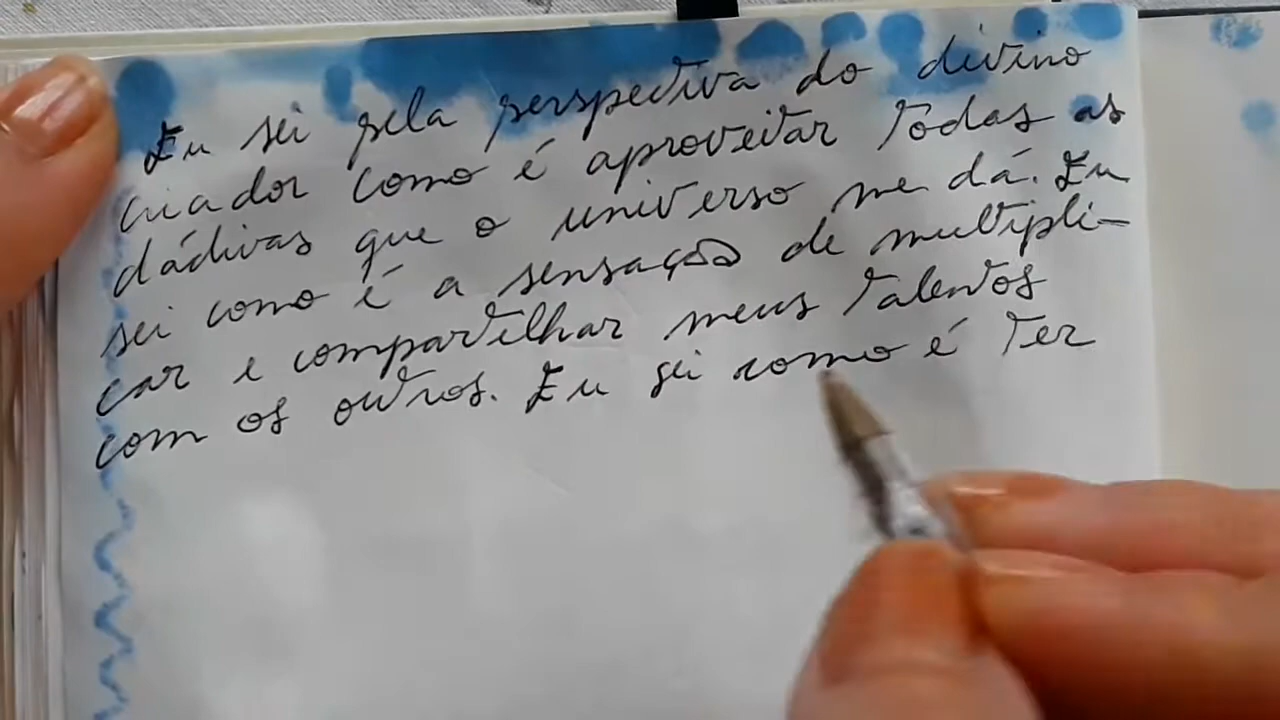 Eu sei pela perspectiva do divino
criador como é aproveitar todas as
dádivas que o universo me dá. Eu
sei como é a sensação de multipli-
car e compartilhar meus talentos
com os outros. Eu sei como é ter